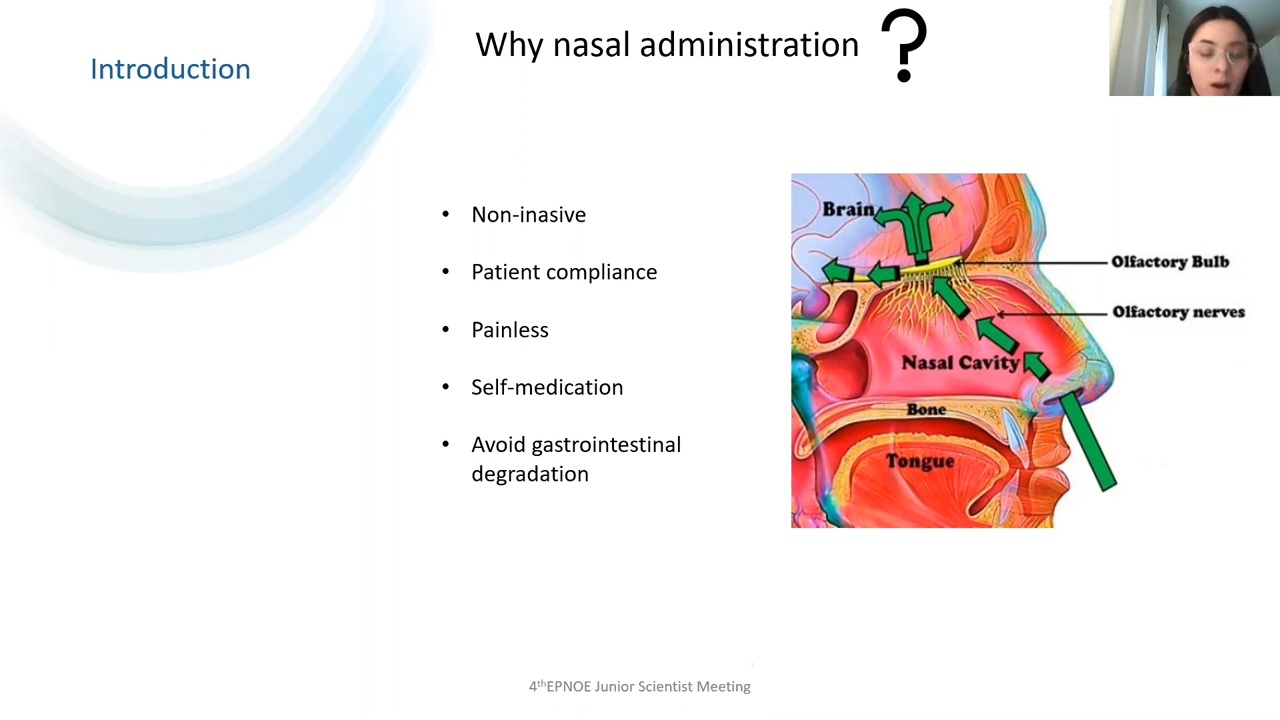 Introduction
Why nasal administration ?
• Non-inasive
• Patient compliance
• Painless
• Self-medication
• Avoid gastrointestinal
degradation
Brain
Olfactory Bulb
Olfactory nerves
Nasal Cavity
Bone
Tongue
4thEPNOE Junior Scientist Meeting